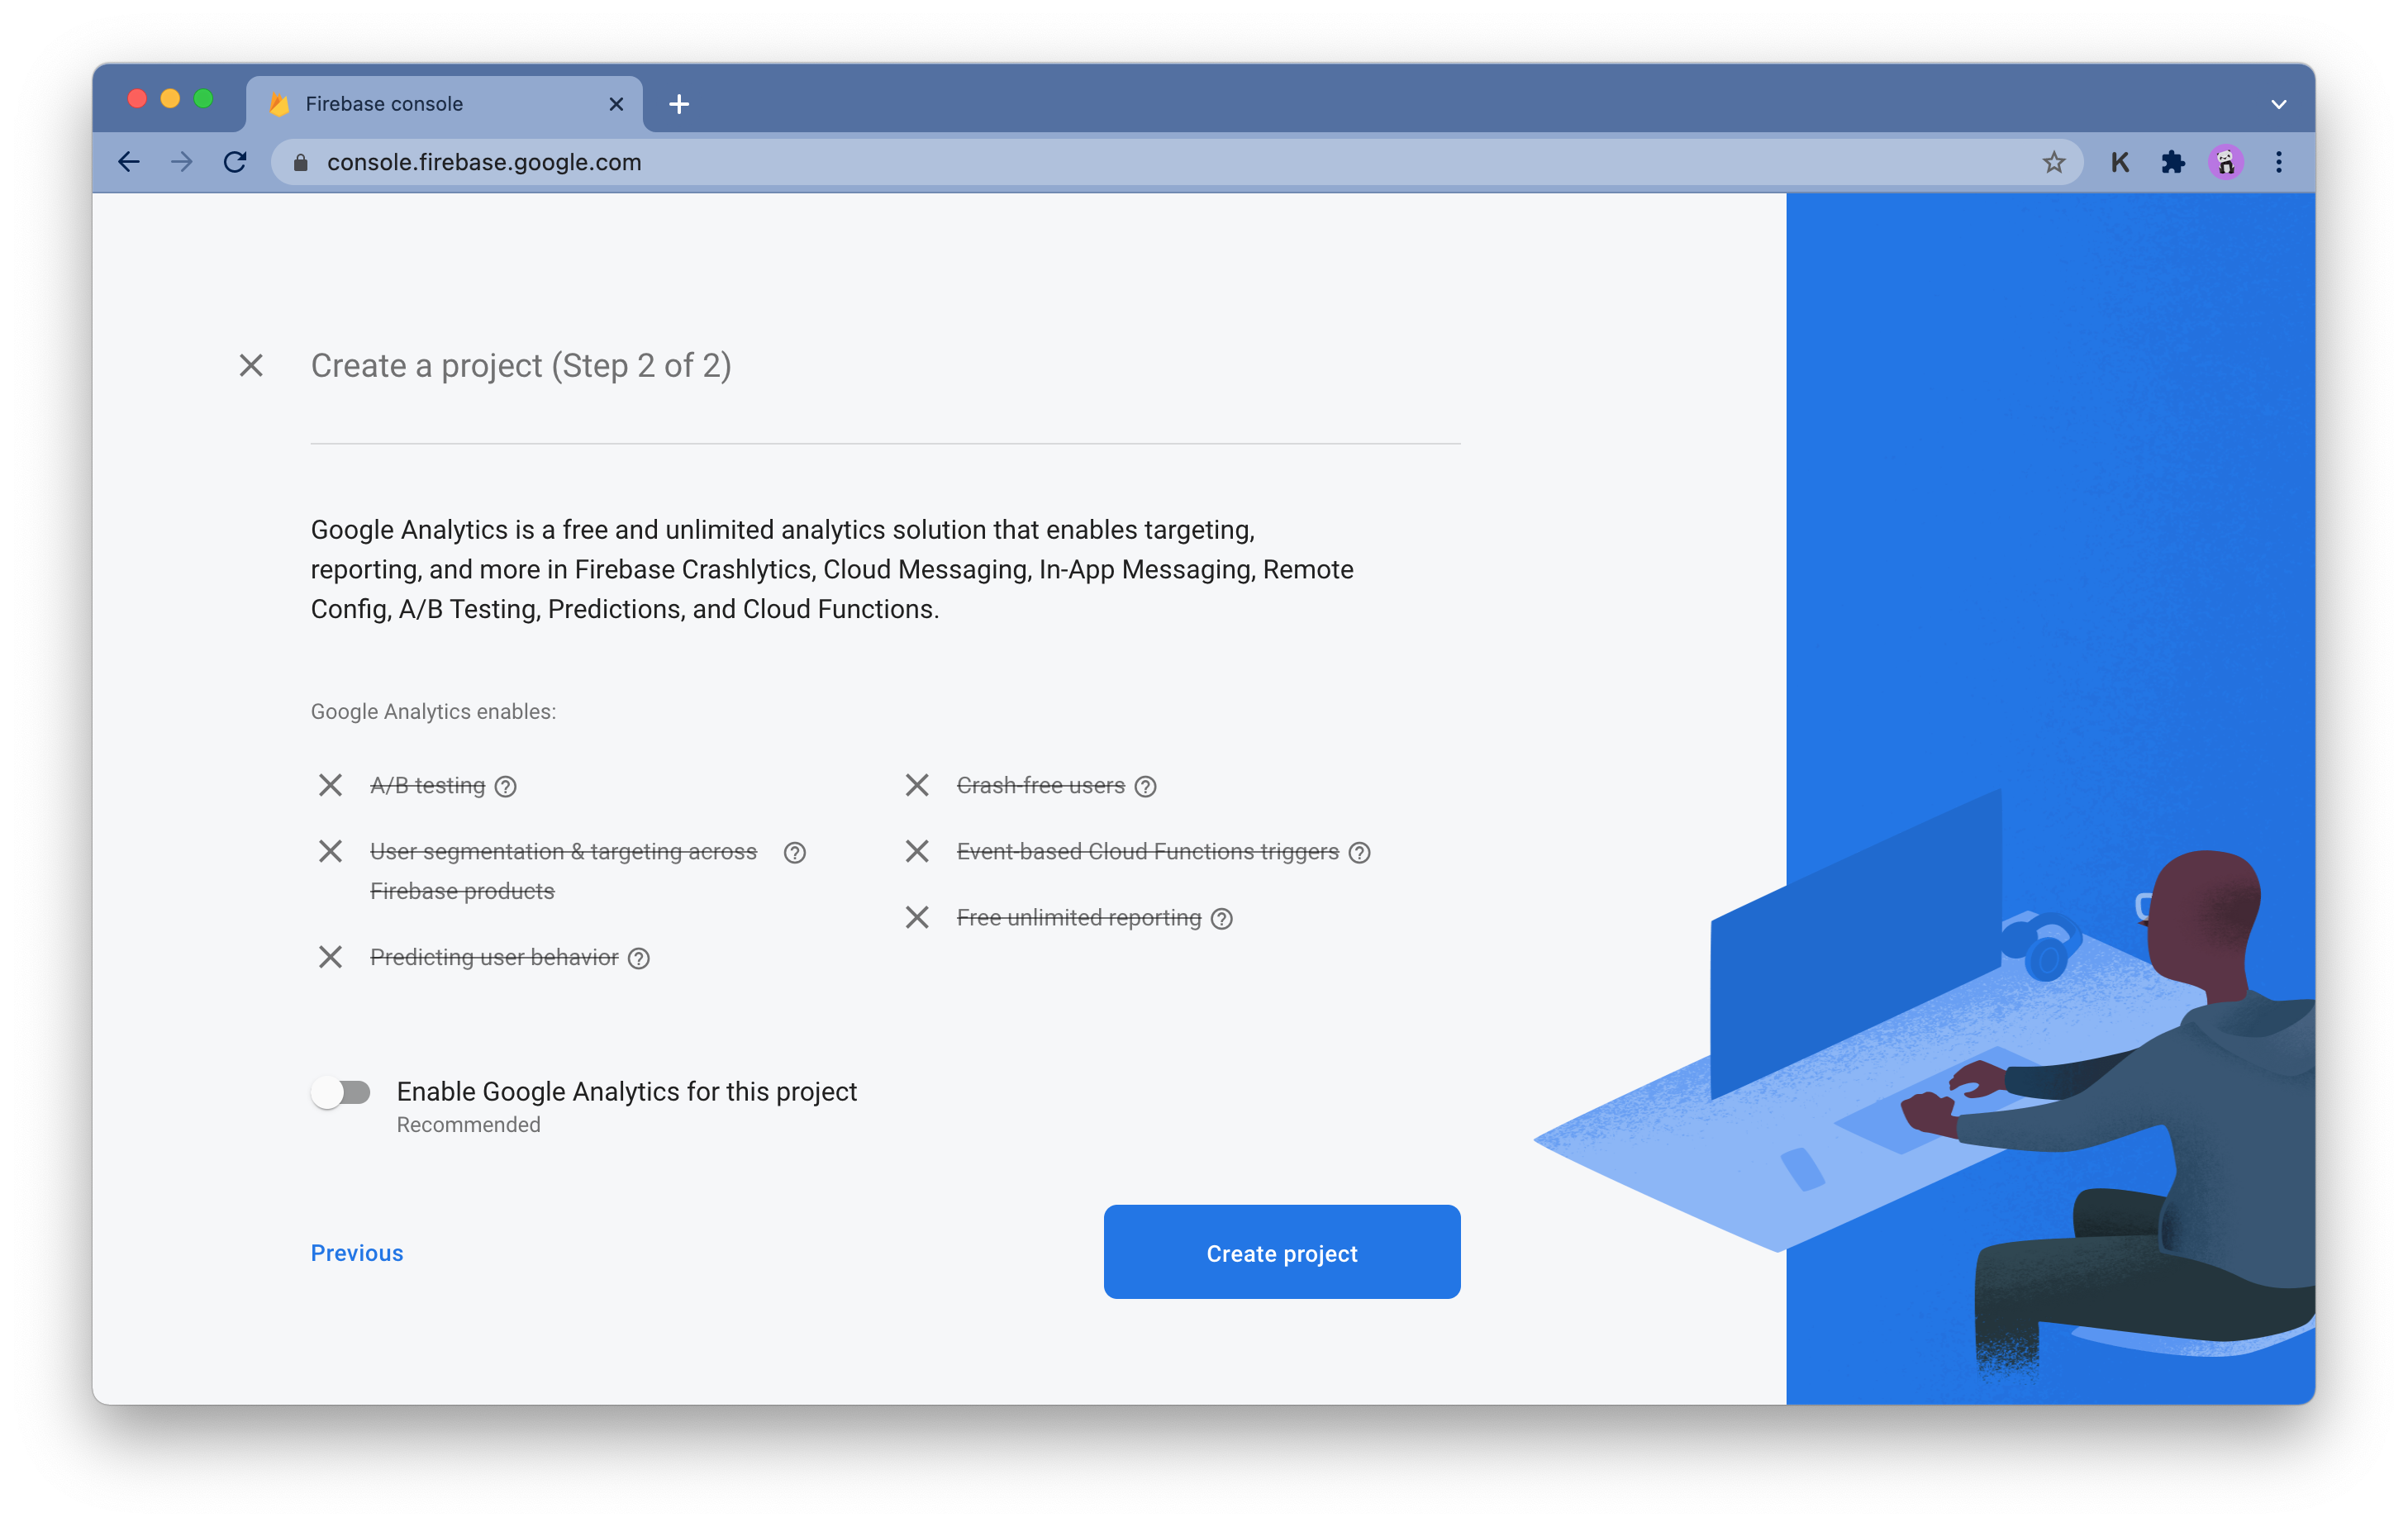 Firebase console
console.firebase.google.com
K
Create a project (Step 2 of 2)
Google Analytics is a free and unlimited analytics solution that enables targeting,
reporting, and more in Firebase Crashlytics, Cloud Messaging, In-App Messaging, Remote
Config, A/B Testing, Predictions, and Cloud Functions.
Google Analytics enables:
A/B testing
User segmentation & targeting across
Firebase products
Predicting user behavior
Crash-free users
Event-based Cloud Functions triggers
Free unlimited reporting
Enable Google Analytics for this project
Recommended
Previous
Create project